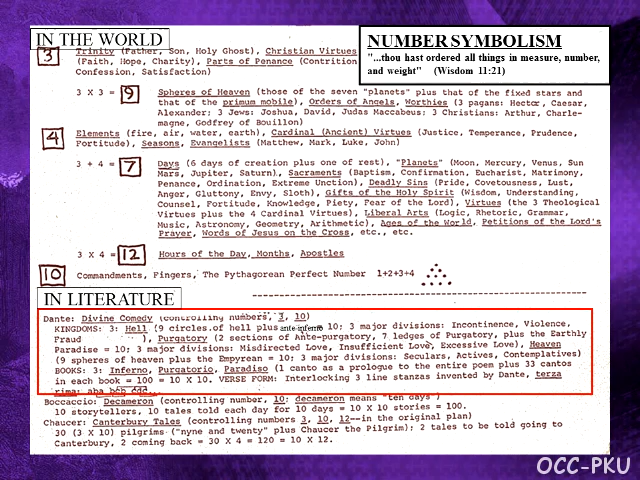 IN THE WORLD
NUMBER SYMBOLISM
"...thou hast ordered all things in measure, number,
and weight" (Wisdom 11:21)
3 Trinity (Father, Son, Holy Ghost), Christian Virtues
(Faith, Hope, Charity), Parts of Penance (Contrition
Confession, Satisfaction)
3 X 3 = 9 Spheres of Heaven (those of the seven "planets" plus that of the fixed stars and
that of the primum mobile), Orders of Angels, Worthies (3 pagans: Hector, Caesar,
Alexander; 3 Jews: Joshua, David, Judas Maccabeus; 3 Christians: Arthur, Charle-
magne, Godfrey of Bouillon)
4 Elements (fire, air, water, earth), Cardinal (Ancient) Virtues (Justice, Temperance, Prudence,
Fortitude), Seasons, Evangelists (Matthew, Mark, Luke, John)
3 + 4 = 7 Days (6 days of creation plus one of rest), "Planets" (Moon, Mercury, Venus, Sun
Mars, Jupiter, Saturn), Sacraments (Baptism, Confirmation, Eucharist, Matrimony,
Penance, Ordination, Extreme Unction), Deadly Sins (Pride, Covetousness, Lust,
Anger, Gluttony, Envy, Sloth), Gifts of the Holy Spirit (Wisdom, Understanding,
Counsel, Fortitude, Knowledge, Piety, Fear of the Lord), Virtues (the 3 Theological
Virtues plus the 4 Cardinal Virtues), Liberal Arts (Logic, Rhetoric, Grammar,
Music, Astronomy, Geometry, Arithmetic), Ages of the World, Petitions of the Lord's
Prayer, Words of Jesus on the Cross, etc., etc.
3 X 4 = 12 Hours of the Day, Months, Apostles
10 Commandments, Fingers, The Pythagorean Perfect Number 1+2+3+4
IN LITERATURE
Dante: Divine Comedy (controlling numbers, 3, 10)
KINGDOMS: 3: Hell (9 circles of hell plus ante-inferno 10; 3 major divisions: Incontinence, Violence,
Fraud ), Purgatory (2 sections of Ante-purgatory, 7 ledges of Purgatory, plus the Earthly
Paradise = 10; 3 major divisions: Misdirected Love, Insufficient Love, Excessive Love), Heaven
(9 spheres of heaven plus the Empyrean = 10; 3 major divisions: Seculars, Actives, Contemplatives)
BOOKS: 3: Inferno, Purgatorio, Paradiso (1 canto as a prologue to the entire poem plus 33 cantos
in each book = 100 = 10 X 10. VERSE FORM: Interlocking 3 line stanzas invented by Dante, terza
rima: aba bcb cdc...
Boccaccio: Decameron (controlling number, 10: decameron means "ten days")
10 storytellers, 10 tales told each day for 10 days = 10 X 10 stories = 100.
Chaucer: Canterbury Tales (controlling numbers 3, 10, 12--in the original plan)
30 (3 X 10) pilgrims ("nyne and twenty" plus Chaucer the Pilgrim); 2 tales to be told going to
Canterbury, 2 coming back = 30 X 4 = 120 = 10 X 12.
OCC-PKU